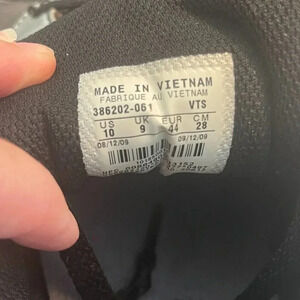 MADE IN VIETNAM
FABRIQUE AU VIETNAM
386202-061 VTS
US UK EUR CM
10 9 44 28
08/12/09 09/12/09